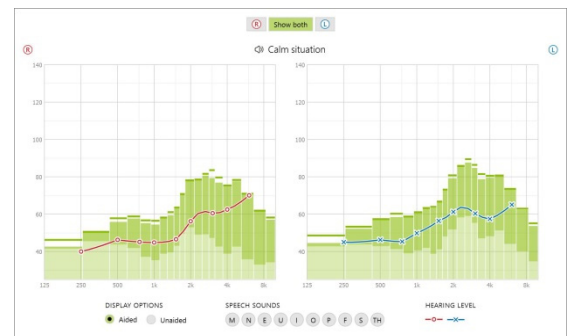 R Show both L
R Calm situation L
140 140
120 120
100 100
80 80
60 60
40 40
125 250 500 1k 2k 4k 8k 125 250 500 1k 2k 4k 8k
DISPLAY OPTIONS SPEECH SOUNDS HEARING LEVEL
Aided Unaided M N E U I O P F S TH